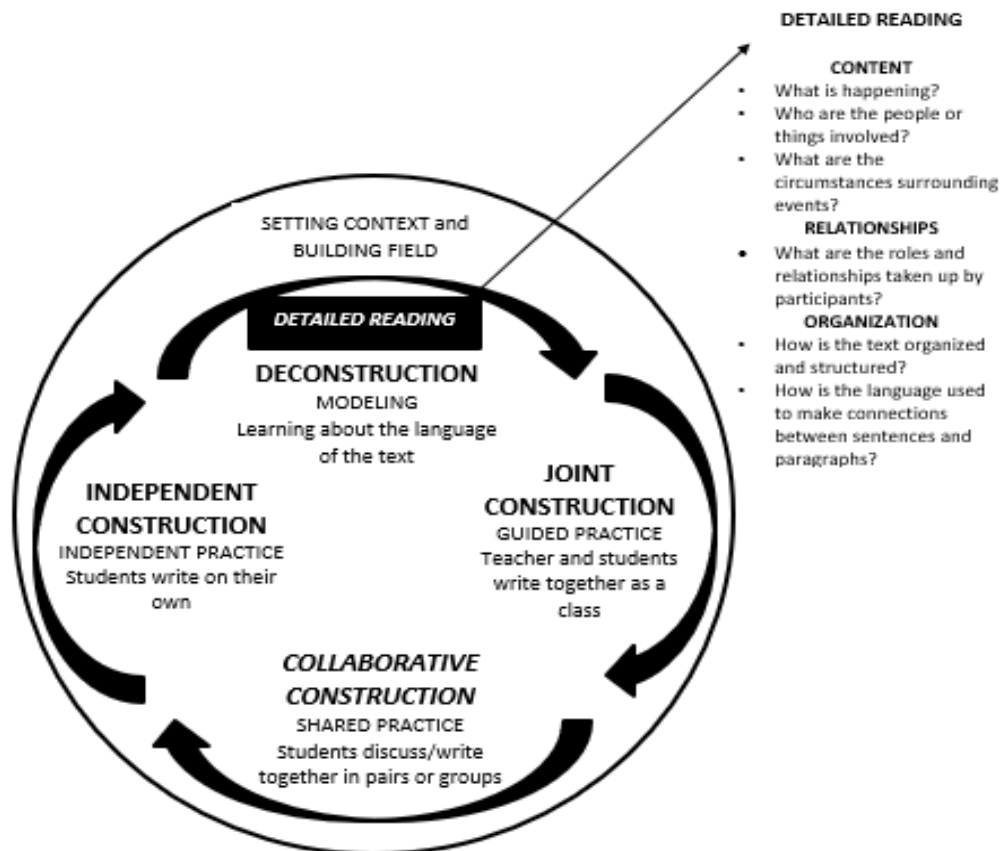 DETAILED READING
CONTENT
- What is happening?
- Who are the people or
things involved?
- What are the
circumstances surrounding
events?
RELATIONSHIPS
• What are the roles and
relationships taken up by
participants?
ORGANIZATION
- How is the text organized
and structured?
- How is the language used
to make connections
between sentences and
paragraphs?
SETTING CONTEXT and
BUILDING FIELD
DETAILED READING
DECONSTRUCTION
MODELING
Learning about the language
of the text
JOINT
CONSTRUCTION
GUIDED PRACTICE
Teacher and students
write together as a
class
COLLABORATIVE
CONSTRUCTION
SHARED PRACTICE
Students discuss/write
together in pairs or groups
INDEPENDENT
CONSTRUCTION
INDEPENDENT PRACTICE
Students write on their
own